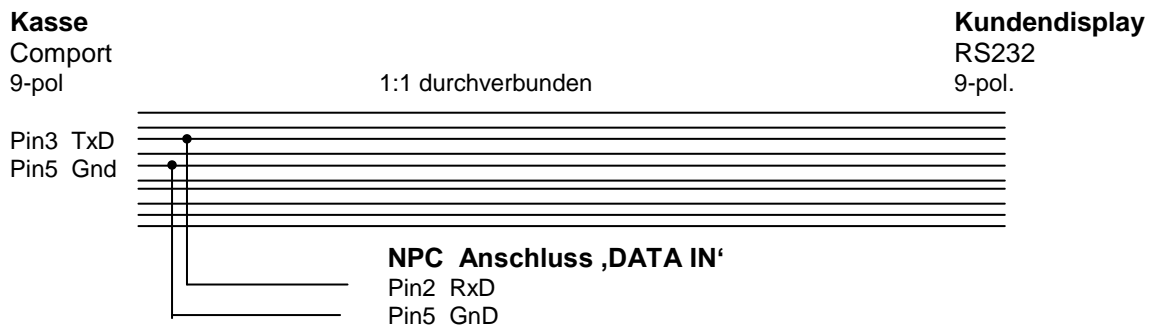 Kasse
Kundendisplay
Comport
RS232
9-pol
1:1 durchverbunden
9-pol.
Pin3 TxD
Pin5 Gnd
NPC Anschluss ‚DATA IN‘
Pin2 RxD
Pin5 GnD